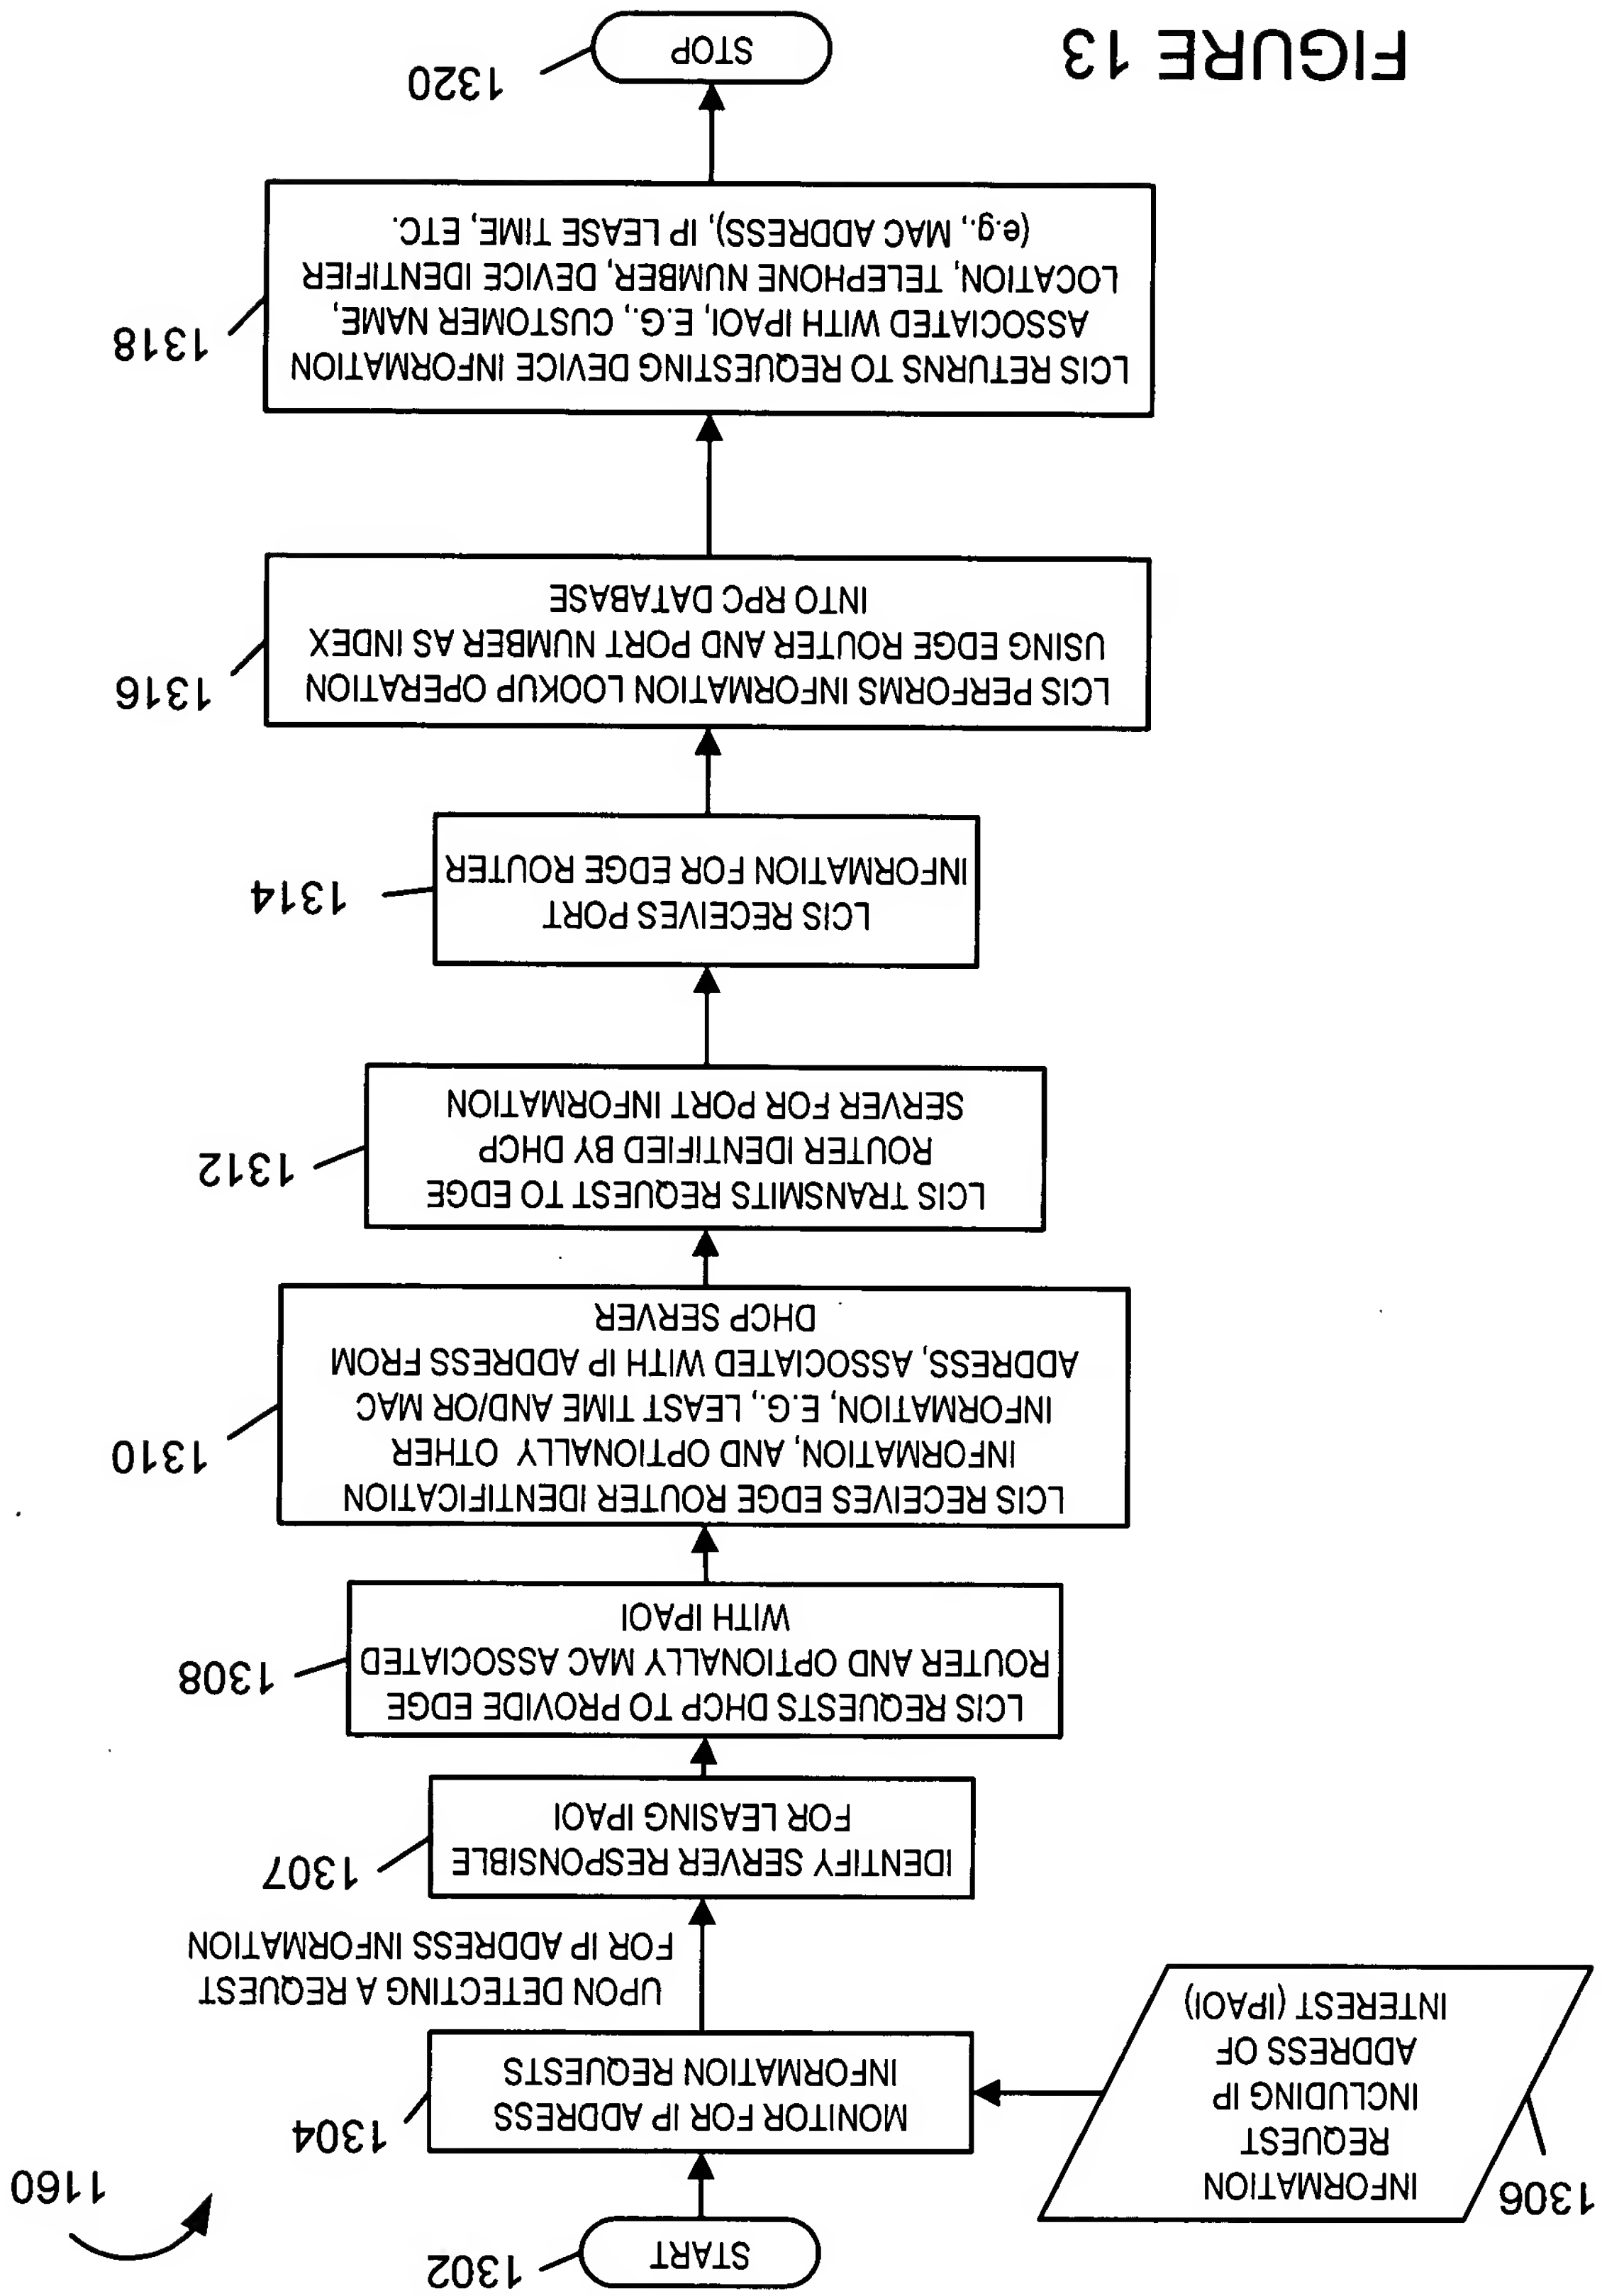 1160
START
1302
INFORMATION
REQUEST
INCLUDING IP
ADDRESS OF
INTEREST (IPAOI)
1306
MONITOR FOR IP ADDRESS
INFORMATION REQUESTS
1304
UPON DETECTING A REQUEST
FOR IP ADDRESS INFORMATION
IDENTIFY SERVER RESPONSIBLE
FOR LEASING IPAOI
1307
LCIS REQUESTS DHCP TO PROVIDE EDGE
ROUTER AND OPTIONALLY MAC ASSOCIATED
WITH IPAOI
1308
LCIS RECEIVES EDGE ROUTER IDENTIFICATION
INFORMATION, AND OPTIONALLY OTHER
INFORMATION, E.G., LEAST TIME AND/OR MAC
ADDRESS, ASSOCIATED WITH IP ADDRESS FROM
DHCP SERVER
1310
LCIS TRANSMITS REQUEST TO EDGE
ROUTER IDENTIFIED BY DHCP
SERVER FOR PORT INFORMATION
1312
LCIS RECEIVES PORT
INFORMATION FOR EDGE ROUTER
1314
LCIS PERFORMS INFORMATION LOOKUP OPERATION
USING EDGE ROUTER AND PORT NUMBER AS INDEX
INTO RPC DATABASE
1316
LCIS RETURNS TO REQUESTING DEVICE INFORMATION
ASSOCIATED WITH IPAOI, E.G., CUSTOMER NAME,
LOCATION, TELEPHONE NUMBER, DEVICE IDENTIFIER
(e.g., MAC ADDRESS), IP LEASE TIME, ETC.
1318
STOP
1320
FIGURE 13